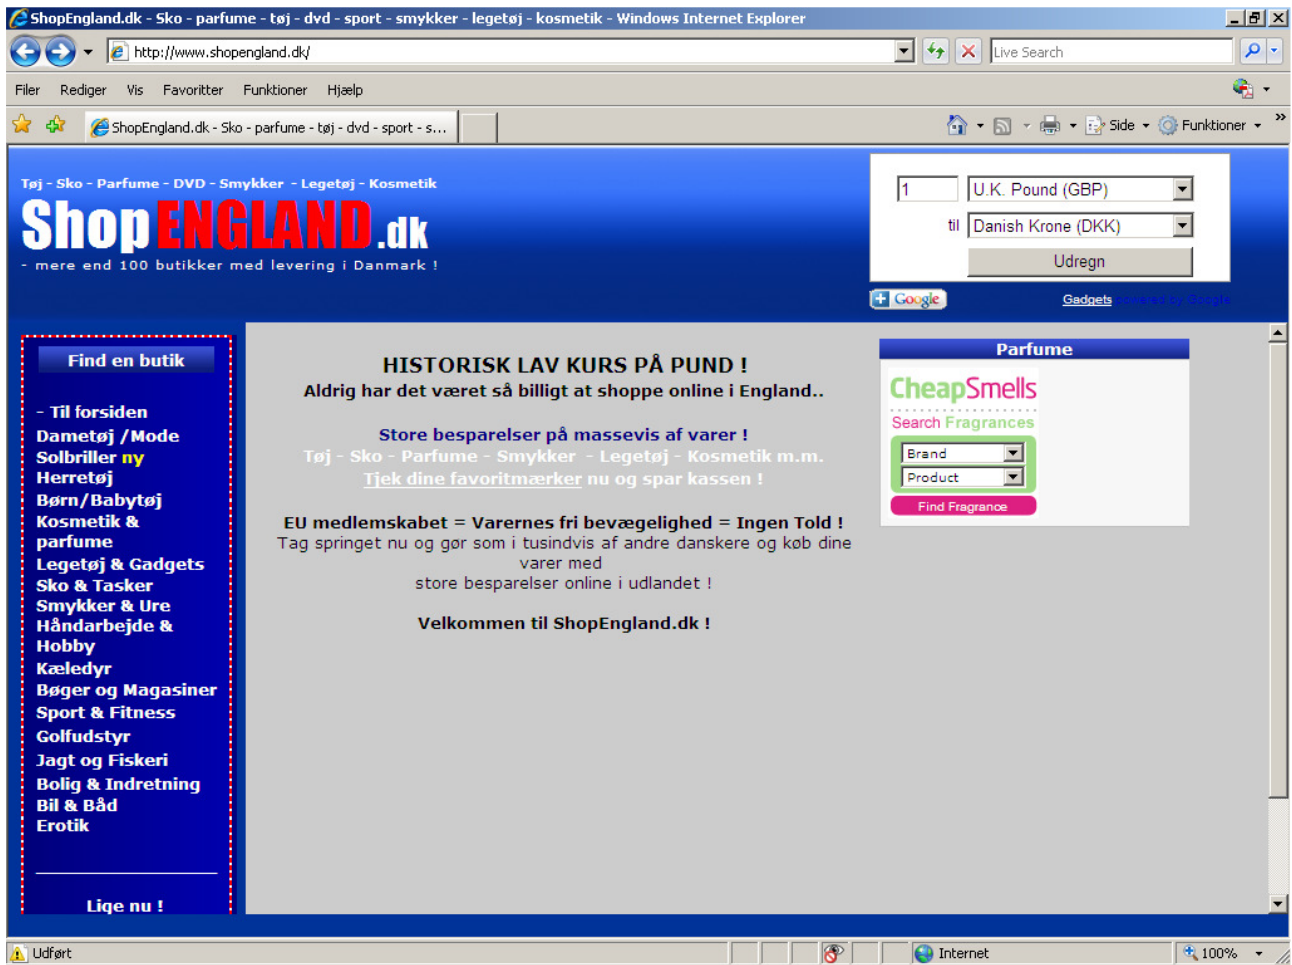 ShopEngland.dk - Sko - parfume - tøj - dvd - sport - smykker - legetøj - kosmetik - Windows Internet Explorer
http://www.shopengland.dk/
Live Search
Filer Rediger Vis Favoritter Funktioner Hjælp
ShopEngland.dk - Sko - parfume - tøj - dvd - sport - s...
Side Funktioner »
Tøj - Sko - Parfume - DVD - Smykker - Legetøj - Kosmetik
ShopENGLAND.dk
- mere end 100 butikker med levering i Danmark !
1 U.K. Pound (GBP)
til Danish Krone (DKK)
Udregn
+ Google
Gadgets powered by Google
Find en butik
- Til forsiden
Dametøj /Mode
Solbriller ny
Herretøj
Børn/Babytøj
Kosmetik &
parfume
Legetøj & Gadgets
Sko & Tasker
Smykker & Ure
Håndarbejde &
Hobby
Kæledyr
Bøger og Magasiner
Sport & Fitness
Golfudstyr
Jagt og Fiskeri
Bolig & Indretning
Bil & Båd
Erotik
Lige nu !
HISTORISK LAV KURS PÅ PUND !
Aldrig har det været så billigt at shoppe online i England..
Store besparelser på massevis af varer !
Tøj - Sko - Parfume - Smykker - Legetøj - Kosmetik m.m.
Tjek dine favoritmærker nu og spar kassen !
EU medlemskabet = Varernes fri bevægelighed = Ingen Told !
Tag springet nu og gør som i tusindvis af andre danskere og køb dine
varer med
store besparelser online i udlandet !
Velkommen til ShopEngland.dk !
Parfume
CheapSmells
Search Fragrances
Brand
Product
Find Fragrance
Udført
Internet
100%